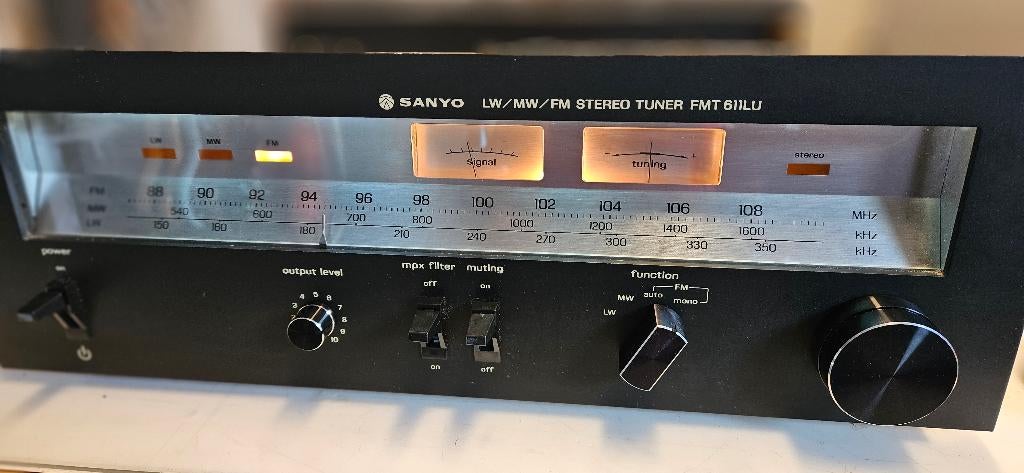 SANYO LW/MW/FM STEREO TUNER FMT 611LU
LW MW FM
signal
tuning
stereo
FM 88 90 92 94 96 98 100 102 104 106 108 MHz
MW 540 600 700 800 1000 1200 1400 1600 kHz
LW 150 160 180 210 240 270 300 330 350 kHz
power
on
output level
3 4 5 6 7 8 9 10
mpx filter
off
on
muting
on
off
function
FM
MW auto mono
LW